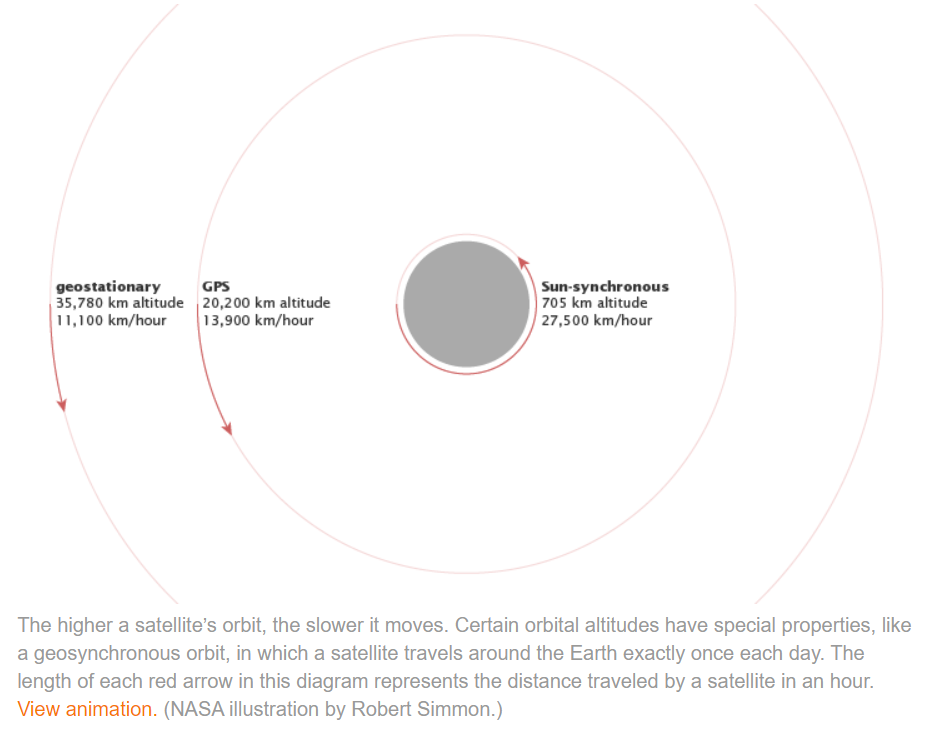 geostationary
35,780 km altitude
11,100 km/hour
GPS
20,200 km altitude
13,900 km/hour
Sun-synchronous
705 km altitude
27,500 km/hour
The higher a satellite’s orbit, the slower it moves. Certain orbital altitudes have special properties, like
a geosynchronous orbit, in which a satellite travels around the Earth exactly once each day. The
length of each red arrow in this diagram represents the distance traveled by a satellite in an hour.
View animation. (NASA illustration by Robert Simmon.)